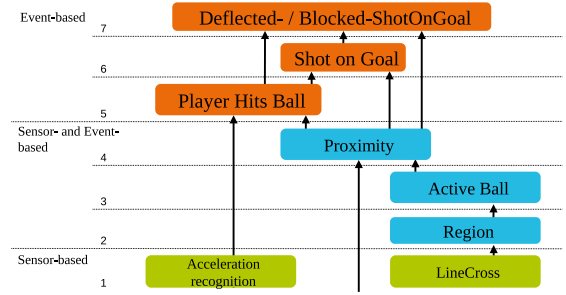 Event-based
7
Deflected- / Blocked-ShotOnGoal
Shot on Goal
6
Player Hits Ball
5
Sensor- and Event-
based
Proximity
4
Active Ball
3
Region
2
Sensor-based
Acceleration
recognition
LineCross
1